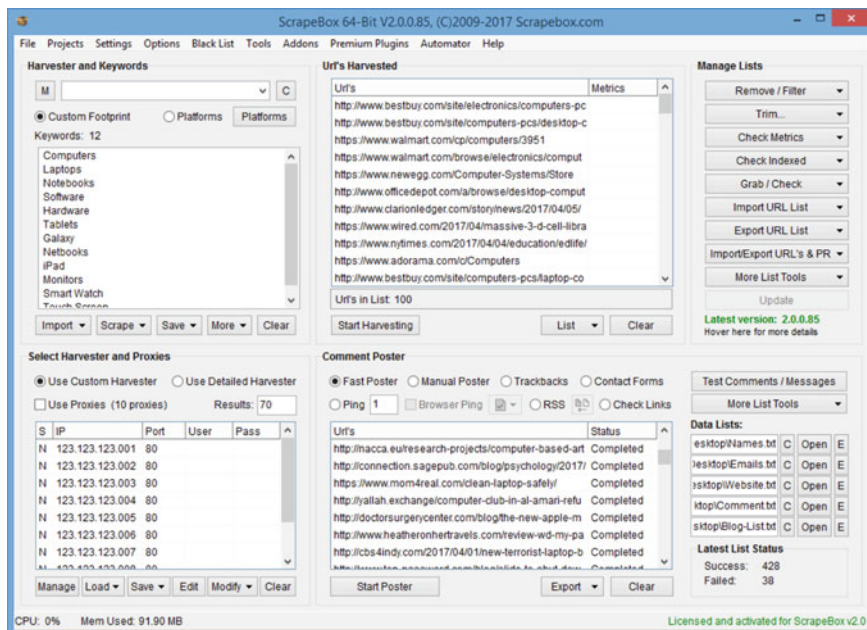 ScrapeBox 64-Bit V2.0.0.85, (C)2009-2017 Scrapebox.com
File Projects Settings Options Black List Tools Addons Premium Plugins Automator Help
Harvester and Keywords
M C
Custom Footprint Platforms Platforms
Keywords: 12
Computers
Laptops
Notebooks
Software
Hardware
Tablets
Galaxy
Netbooks
iPad
Monitors
Smart Watch
Touch Screen
Import Scrape Save More Clear
Url's Harvested
Url's Metrics
http://www.bestbuy.com/site/electronics/computers-pc
http://www.bestbuy.com/site/computers-pcs/desktop-c
https://www.walmart.com/cp/computers/3951
https://www.walmart.com/browse/electronics/comput
https://www.newegg.com/Computer-Systems/Store
http://www.officedepot.com/a/browse/desktop-comput
http://www.clarionledger.com/story/news/2017/04/05/
https://www.wired.com/2017/04/massive-3-d-cell-libra
https://www.nytimes.com/2017/04/04/education/edlife/
https://www.adorama.com/c/Computers
http://www.bestbuy.com/site/computers-pcs/laptop-co
Url's in List: 100
Start Harvesting List Clear
Manage Lists
Remove / Filter
Trim...
Check Metrics
Check Indexed
Grab / Check
Import URL List
Export URL List
Import/Export URL's & PR
More List Tools
Update
Latest version: 2.0.0.85
Hover here for more details
Select Harvester and Proxies
Use Custom Harvester Use Detailed Harvester
Use Proxies (10 proxies) Results: 70
S IP Port User Pass
N 123.123.123.001 80
N 123.123.123.002 80
N 123.123.123.003 80
N 123.123.123.004 80
N 123.123.123.005 80
N 123.123.123.006 80
N 123.123.123.007 80
N 123.123.123.008 80
Manage Load Save Edit Modify Clear
Comment Poster
Fast Poster Manual Poster Trackbacks Contact Forms
Ping 1 Browser Ping RSS Check Links
Url's Status
http://nacca.eu/research-projects/computer-based-art Completed
http://connection.sagepub.com/blog/psychology/2017/ Completed
https://www.mom4real.com/clean-laptop-safely/ Completed
http://yallah.exchange/computer-club-in-al-amari-refu Completed
http://doctorsurgerycenter.com/blog/the-new-apple-m Completed
http://www.heatheronhertravels.com/review-wd-my-pa Completed
http://cbs4indy.com/2017/04/01/new-terrorist-laptop-b Completed
Completed
Start Poster Export Clear
Test Comments / Messages
More List Tools
Data Lists:
esktop\Names.txt C Open E
Desktop\Emails.txt C Open E
esktop\Website.txt C Open E
ktop\Comment.txt C Open E
sktop\Blog-List.txt C Open E
Latest List Status
Success: 428
Failed: 38
CPU: 0% Mem Used: 91.90 MB
Licensed and activated for ScrapeBox v2.0